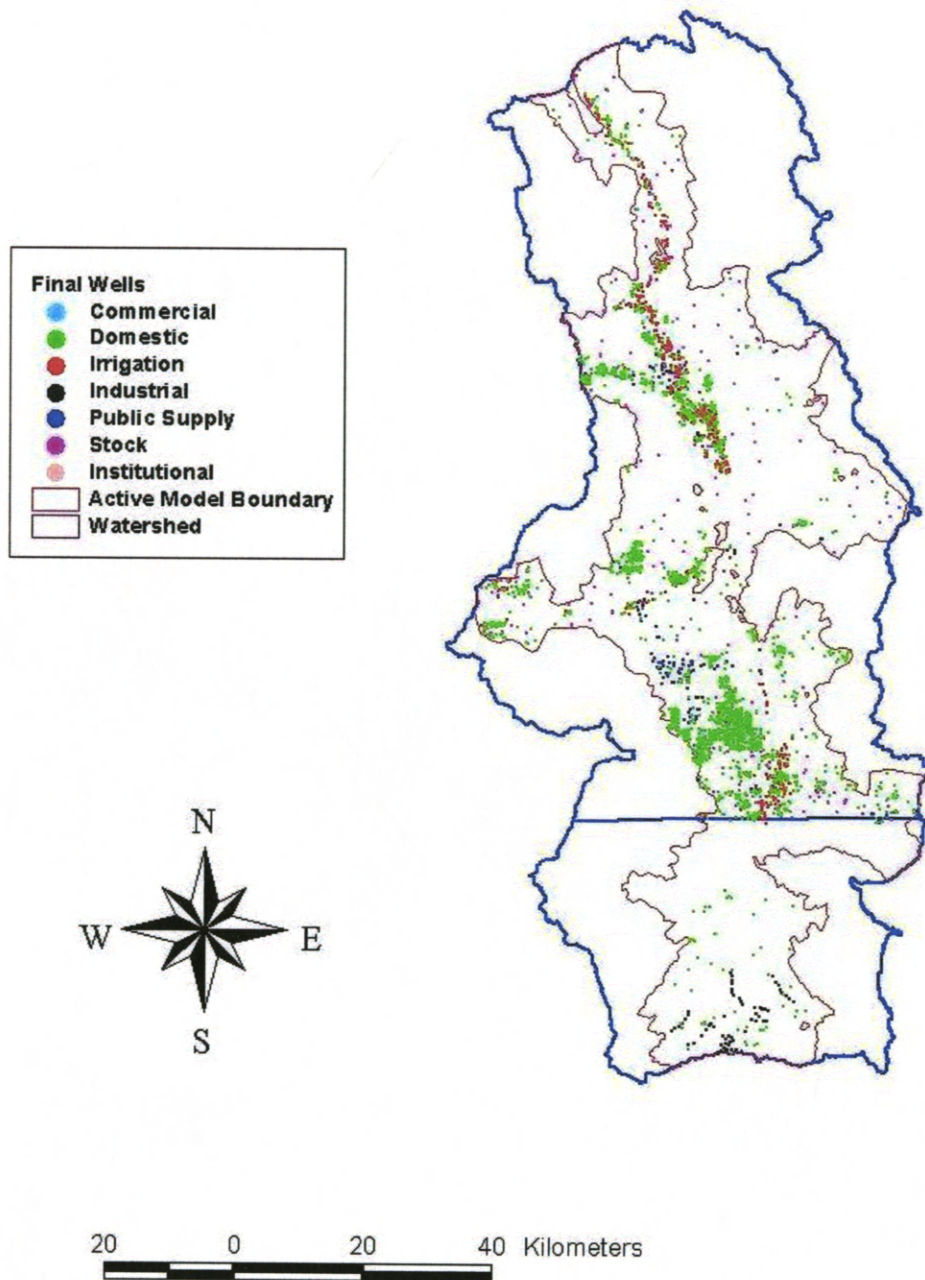 Final Wells
Commercial
Domestic
Irrigation
Industrial
Public Supply
Stock
Institutional
Active Model Boundary
Watershed
N
W E
S
20 0 20 40 Kilometers